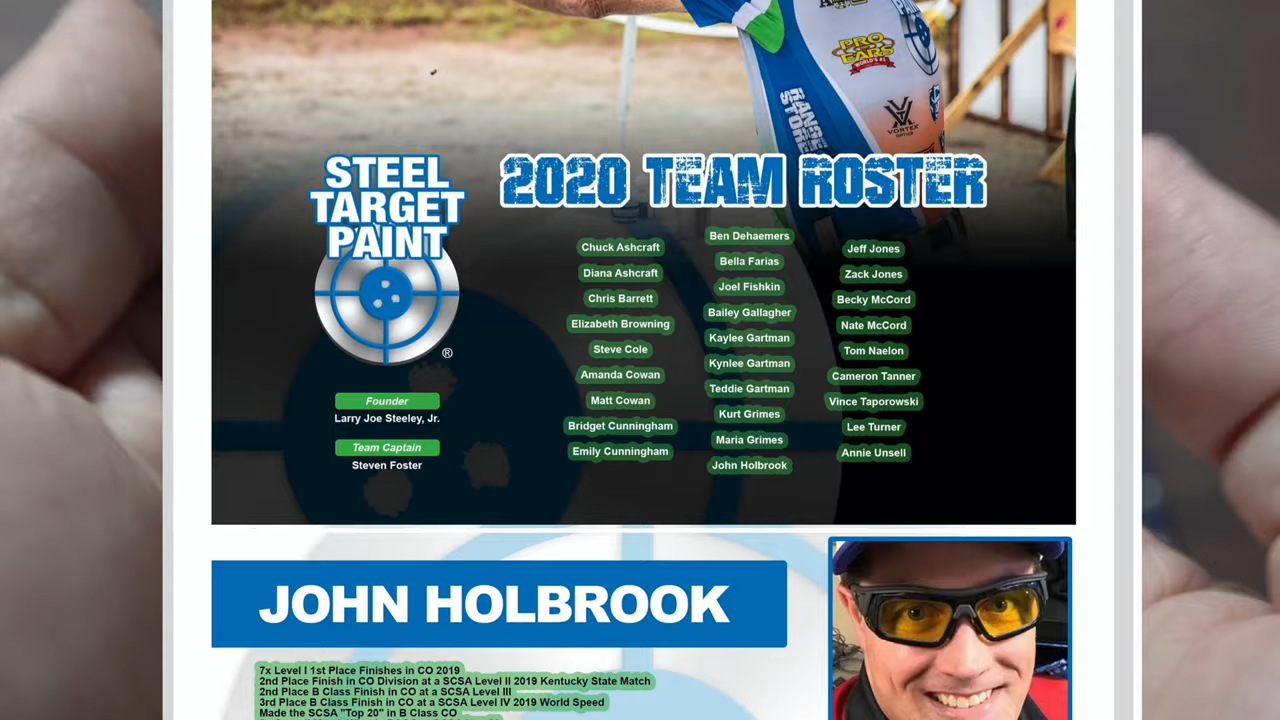 PRO
EARS
WORLD'S #1
VORTEX
OPTICS
RANGE
STORE
STEEL
TARGET
PAINT
®
Founder
Larry Joe Steeley, Jr.
Team Captain
Steven Foster
2020 TEAM ROSTER
Chuck Ashcraft
Diana Ashcraft
Chris Barrett
Elizabeth Browning
Steve Cole
Amanda Cowan
Matt Cowan
Bridget Cunningham
Emily Cunningham
Ben Dehaemers
Bella Farias
Joel Fishkin
Bailey Gallagher
Kaylee Gartman
Kynlee Gartman
Teddie Gartman
Kurt Grimes
Maria Grimes
John Holbrook
Jeff Jones
Zack Jones
Becky McCord
Nate McCord
Tom Naelon
Cameron Tanner
Vince Taporowski
Lee Turner
Annie Unsell
JOHN HOLBROOK
7x Level I 1st Place Finishes in CO 2019
2nd Place Finish in CO Division at a SCSA Level II 2019 Kentucky State Match
2nd Place B Class Finish in CO at a SCSA Level III
3rd Place B Class Finish in CO at a SCSA Level IV 2019 World Speed
Made the SCSA "Top 20" in B Class CO